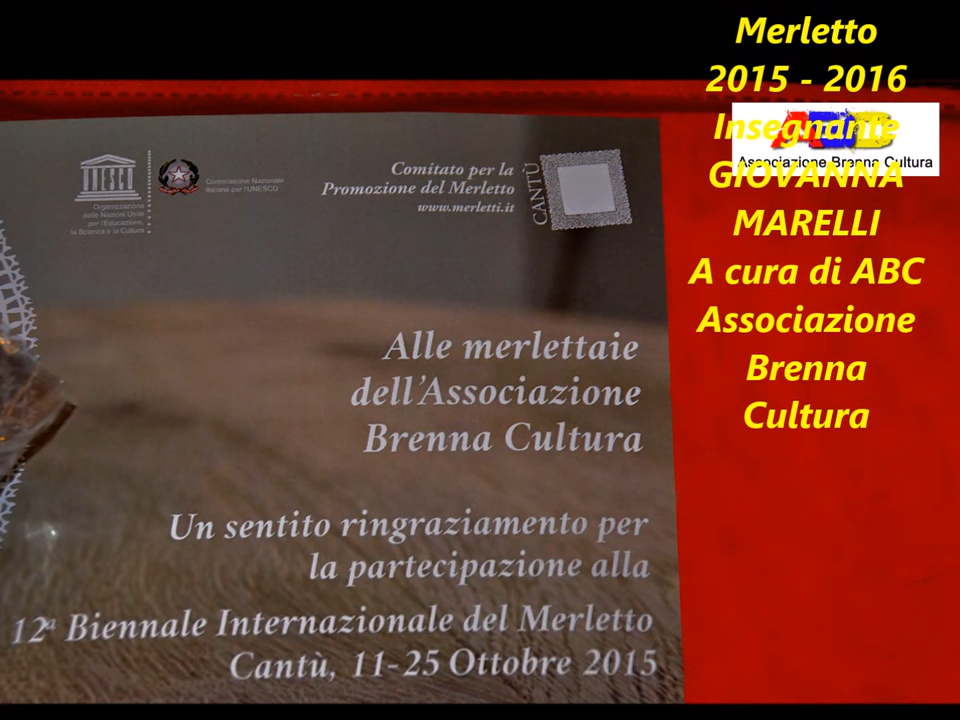 Merletto
2015 - 2016
Insegnante
GIOVANNA
MARELLI
A cura di ABC
Associazione
Brenna
Cultura
ABC
Associazione Brenna Cultura
UNESCO
Organizzazione
delle Nazioni Unite
per l'Educazione,
la Scienza e la Cultura
Commissione Nazionale
Italiana per l'UNESCO
Comitato per la
Promozione del Merletto
www.merletti.it
CANTÙ
Alle merlettaie
dell'Associazione
Brenna Cultura
Un sentito ringraziamento per
la partecipazione alla
12ª Biennale Internazionale del Merletto
Cantù, 11-25 Ottobre 2015